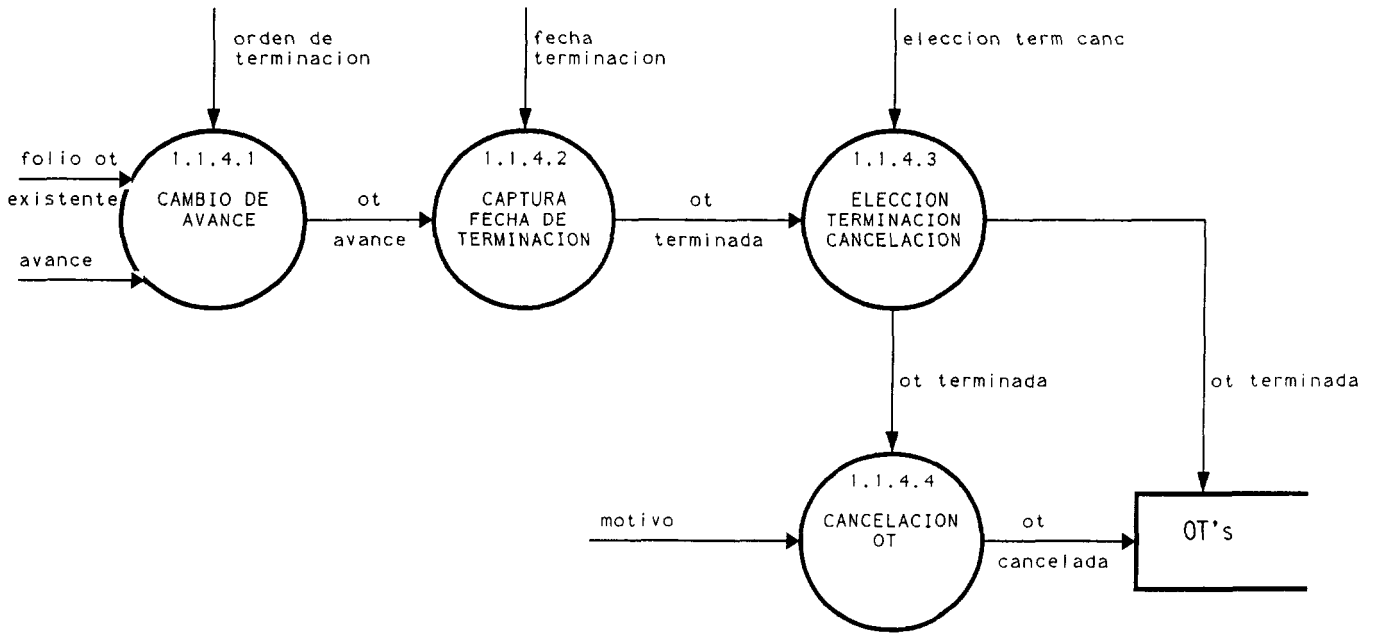 orden de
terminacion
fecha
terminacion
eleccion term canc
folio ot
existente
avance
1.1.4.1
CAMBIO DE
AVANCE
ot
avance
1.1.4.2
CAPTURA
FECHA DE
TERMINACION
ot
terminada
1.1.4.3
ELECCION
TERMINACION
CANCELACION
ot terminada
ot terminada
motivo
1.1.4.4
CANCELACION
OT
ot
cancelada
OT's